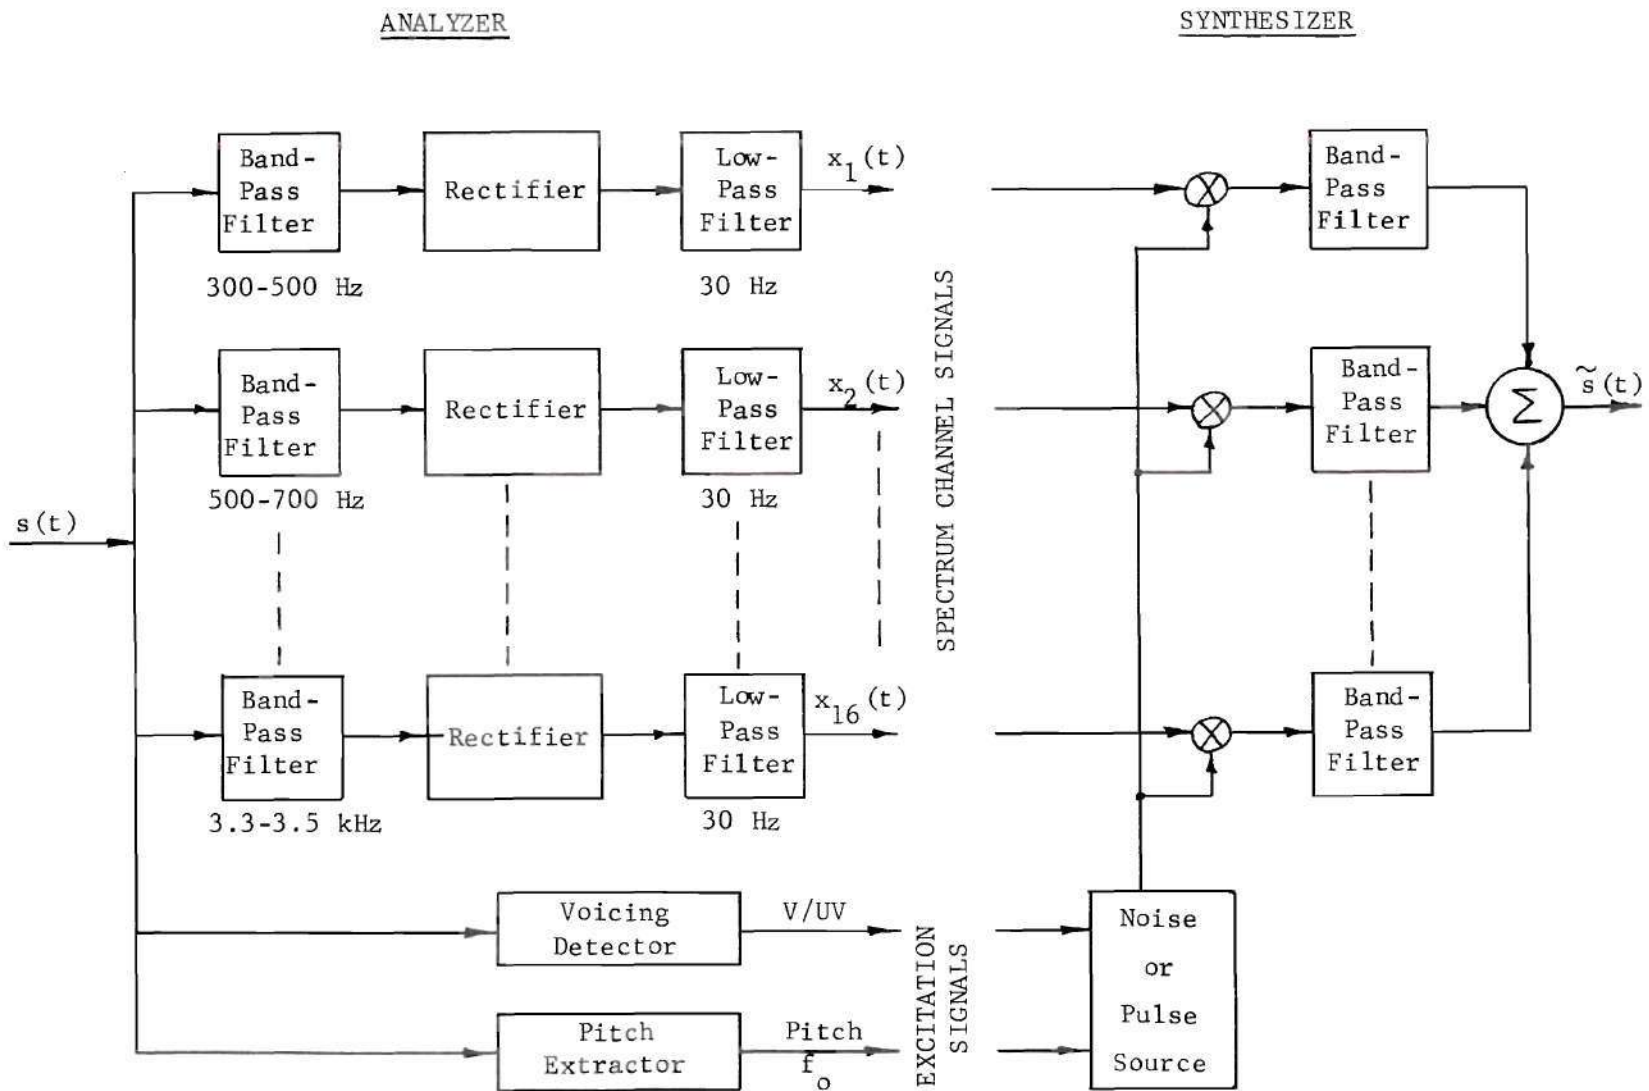 ANALYZER
SYNTHESIZER
Band-
Pass
Filter
300-500 Hz
Rectifier
Low-
Pass
Filter
30 Hz
x1(t)
Band-
Pass
Filter
Band-
Pass
Filter
500-700 Hz
Rectifier
Low-
Pass
Filter
30 Hz
x2(t)
Band-
Pass
Filter
Σ
s̃(t)
s(t)
SPECTRUM CHANNEL SIGNALS
Band-
Pass
Filter
3.3-3.5 kHz
Rectifier
Low-
Pass
Filter
30 Hz
x16(t)
Band-
Pass
Filter
Voicing
Detector
V/UV
Pitch
Extractor
Pitch
fo
EXCITATION
SIGNALS
Noise
or
Pulse
Source